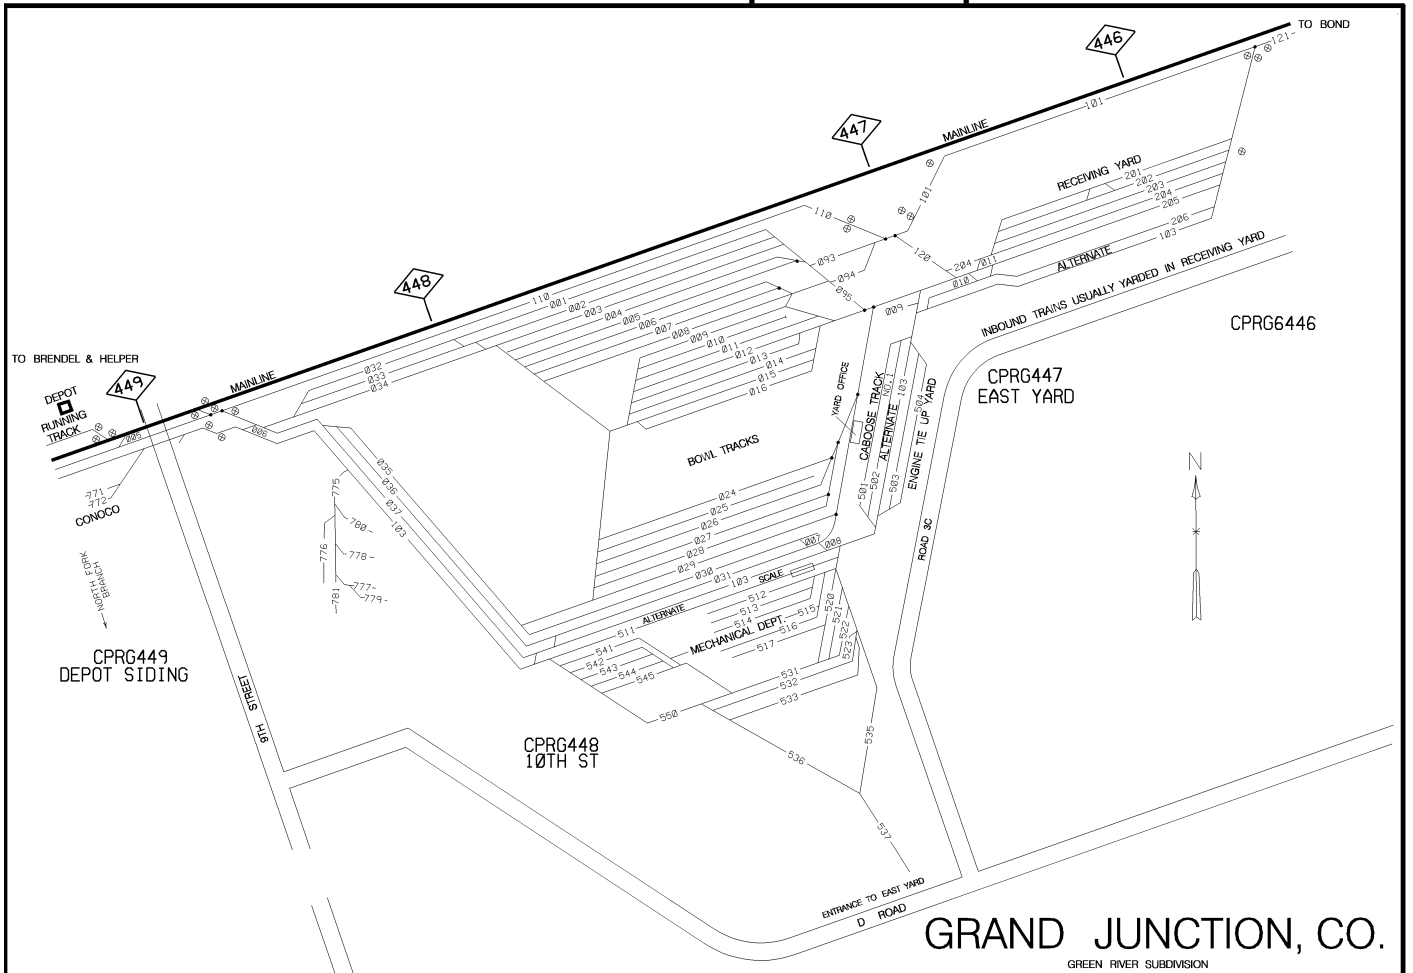 TO BOND
446
121-
101
447
MAINLINE
RECEIVING YARD
201
202
203
204
205
206
103
101
110
120
093
094
095
204
011
010
ALTERNATE
INBOUND TRAINS USUALLY YARDED IN RECEIVING YARD
CPRG6446
448
110
001
002
003
004
005
006
007
008
009
010
011
012
013
014
015
016
009
TO BRENDEL & HELPER
449
DEPOT
RUNNING
TRACK
MAINLINE
032
033
034
005
006
-771
-772
CONOCO
NORTH FORK
BRANCH
CPRG449
DEPOT SIDING
9TH STREET
035
036
037
103
775
780-
776
778-
777-
779-
781
BOWL TRACKS
024
025
026
027
028
029
030
031
103
007
008
YARD OFFICE
CABOOSE TRACK
NO.1
ALTERNATE
103
504
ENGINE TIE UP YARD
501
502
503
CPRG447
EAST YARD
ROAD 3C
N
SCALE
ALTERNATE
511
512
513
514
515
516
517
MECHANICAL DEPT.
520
521
522
523
541
542
543
544
545
531
532
533
550
535
536
537
CPRG448
10TH ST
ENTRANCE TO EAST YARD
D ROAD
GRAND JUNCTION, CO.
GREEN RIVER SUBDIVISION